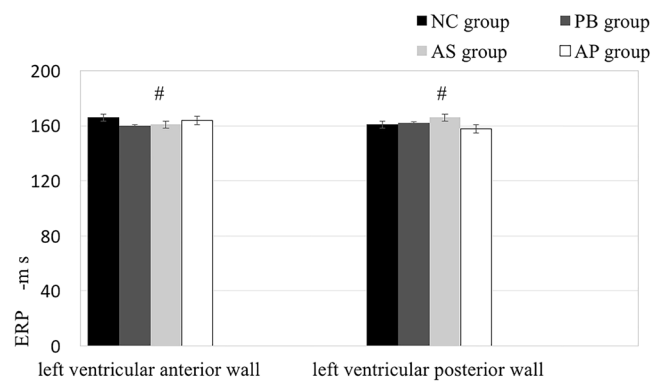 NC group PB group
AS group AP group
200
# #
160
120
80
40
0
ERP -m s
left ventricular anterior wall left ventricular posterior wall